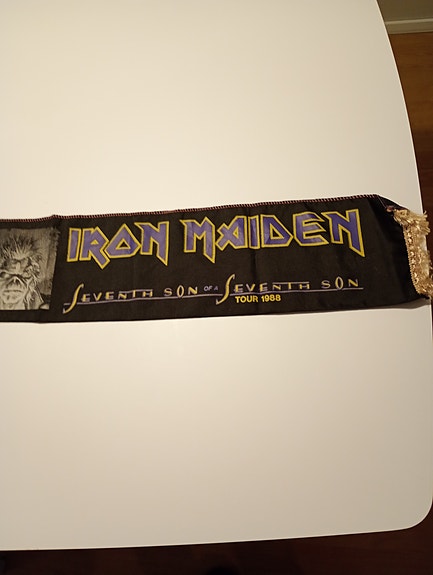 IRON MAIDEN
SEVENTH SON OF A SEVENTH SON
TOUR 1988